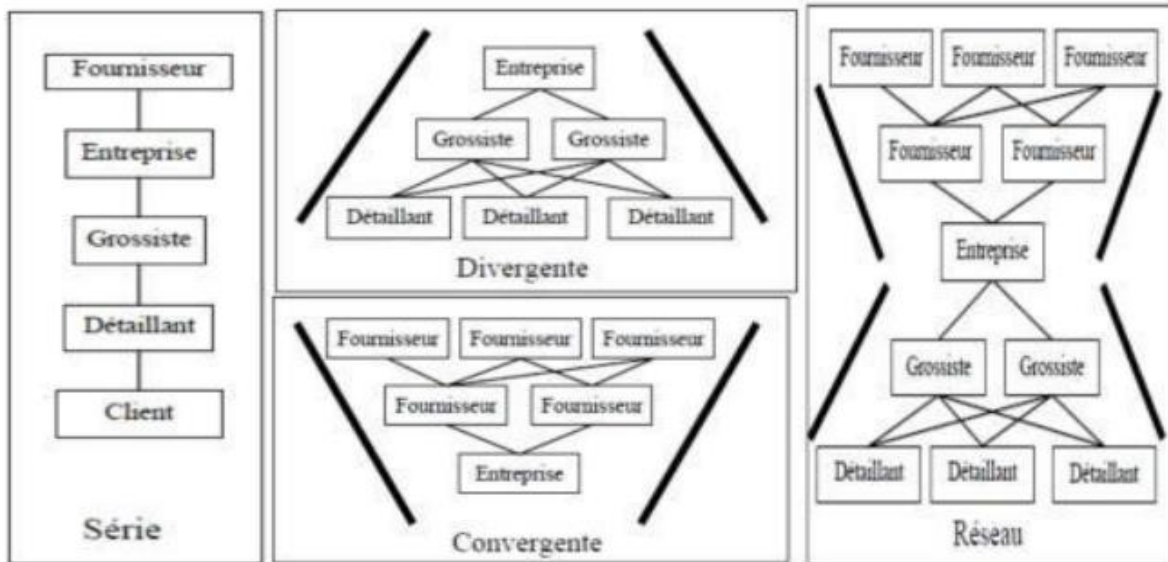 Fournisseur
Entreprise
Grossiste
Détaillant
Client
Série
Entreprise
Grossiste Grossiste
Détaillant Détaillant Détaillant
Divergente
Fournisseur Fournisseur Fournisseur
Fournisseur Fournisseur
Entreprise
Convergente
Fournisseur Fournisseur Fournisseur
Fournisseur Fournisseur
Entreprise
Grossiste Grossiste
Détaillant Détaillant Détaillant
Réseau